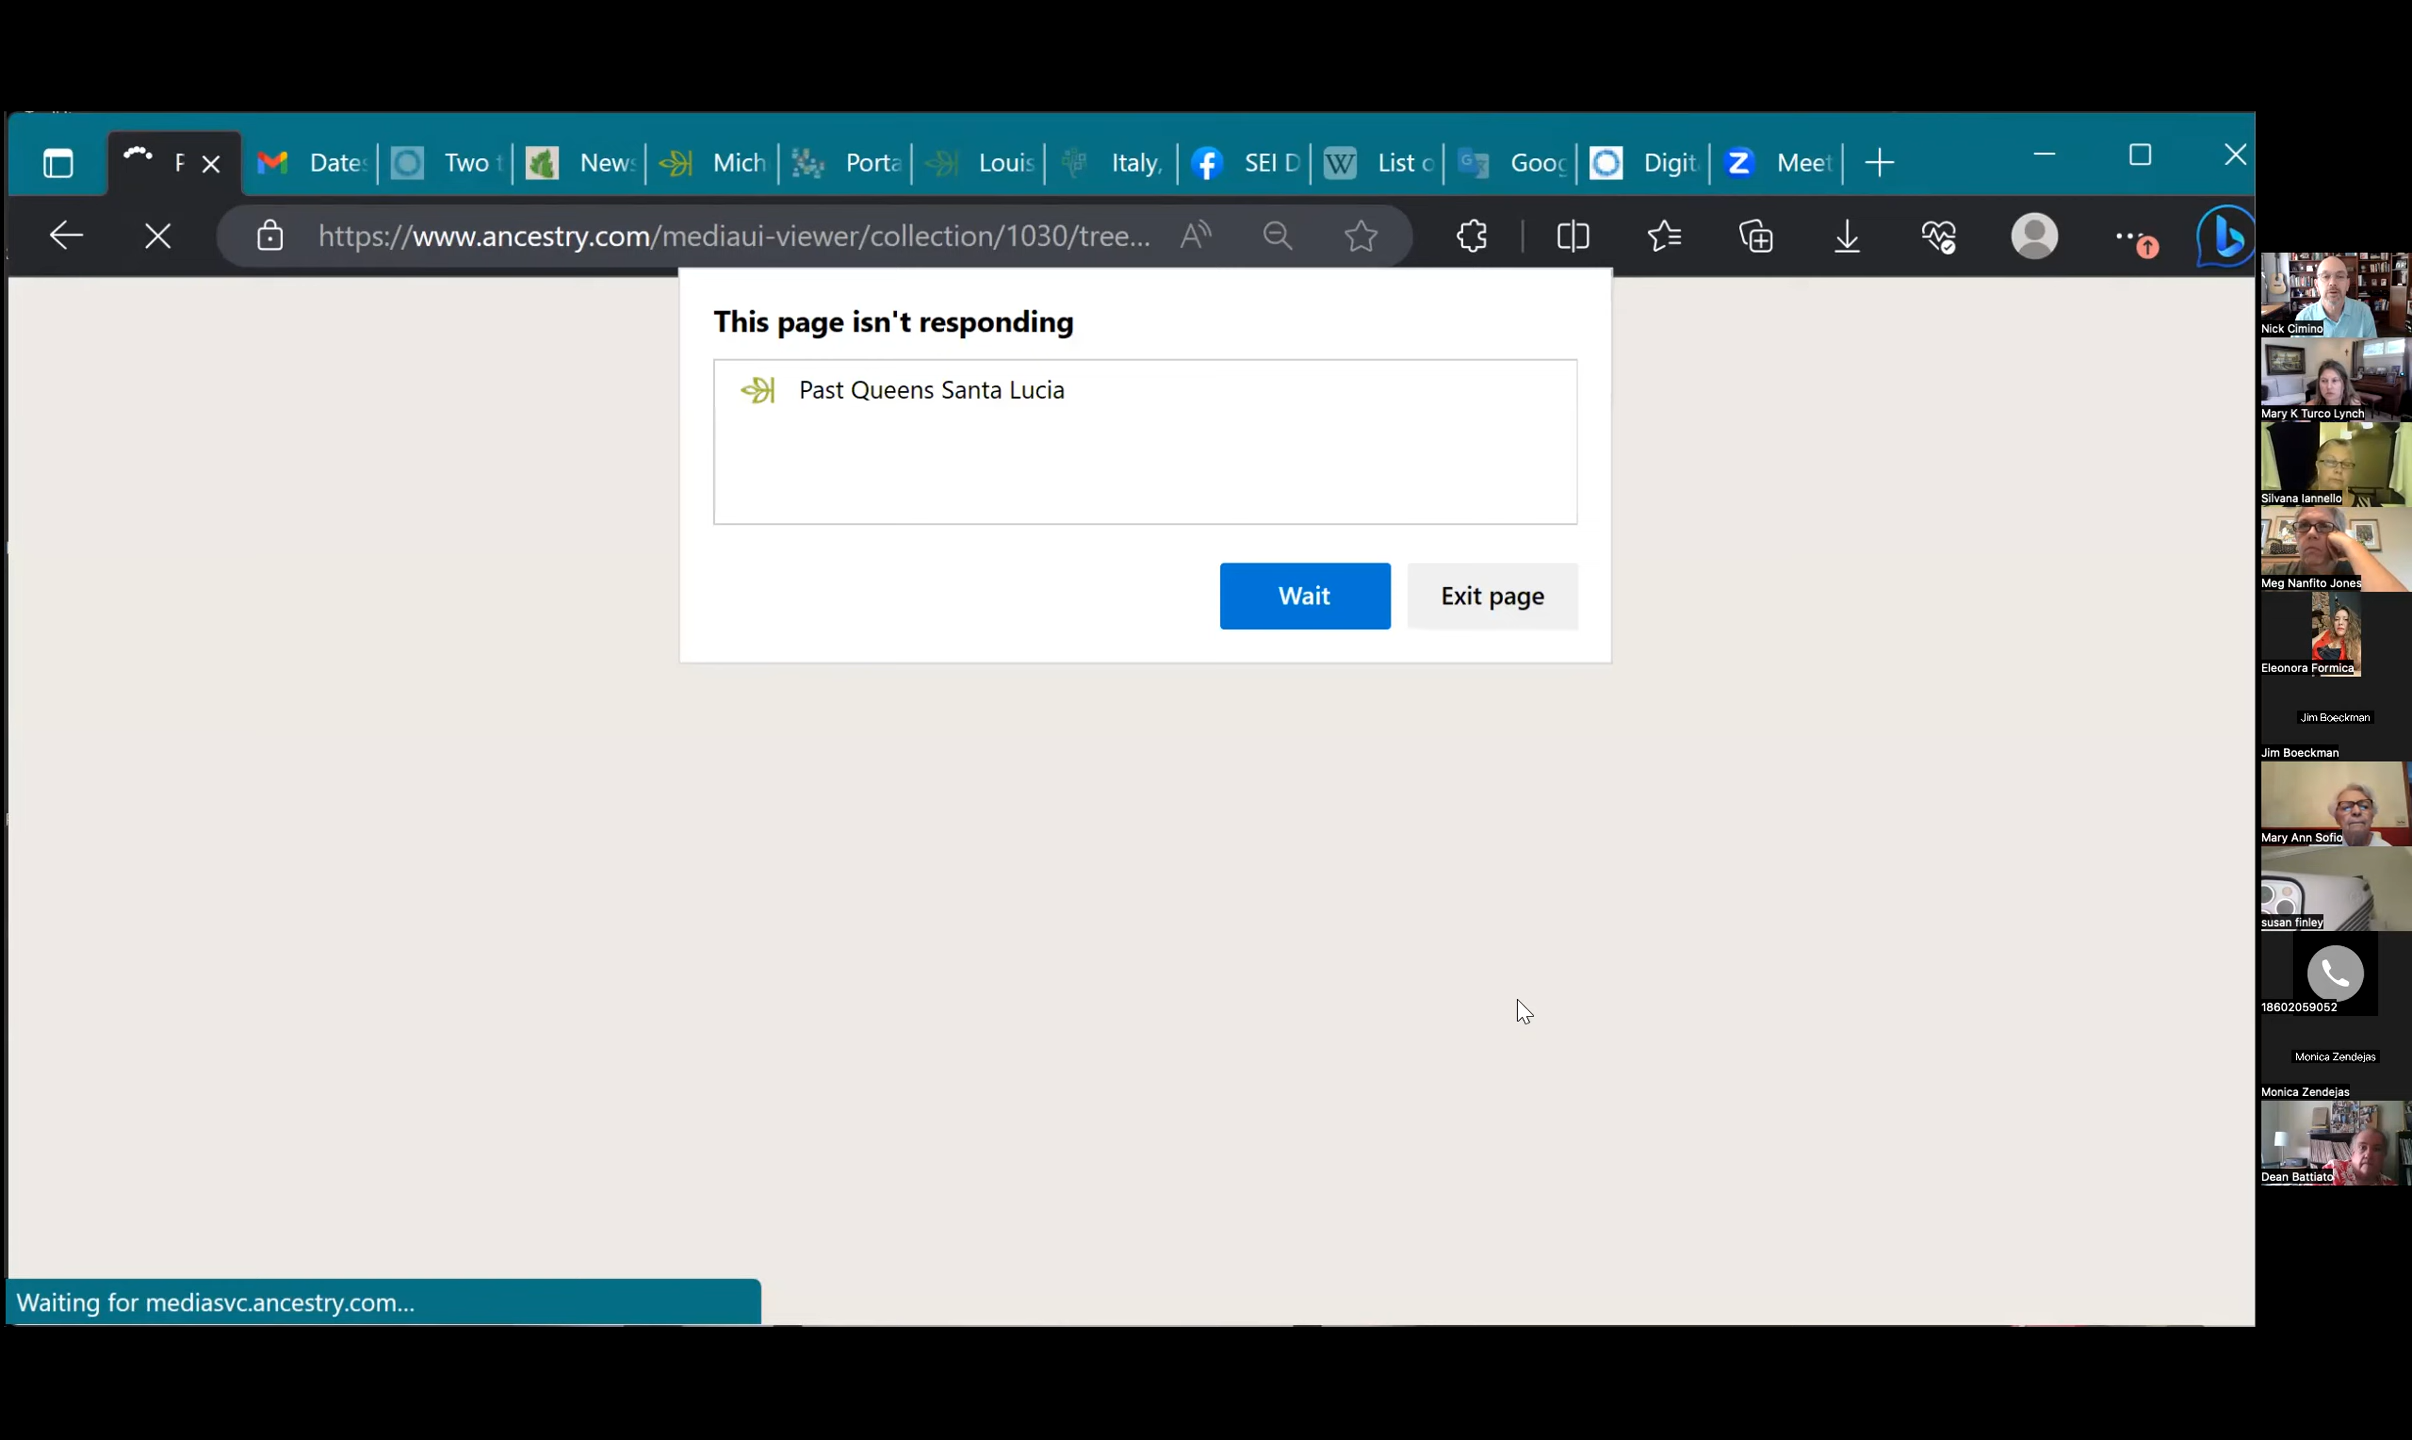 F
Dates
Two t
News
Mich
Porta
Louis
Italy,
SEI D
W
List o
Goog
Digit
Z
Meet
https://www.ancestry.com/mediaui-viewer/collection/1030/tree...
This page isn't responding
Past Queens Santa Lucia
Wait
Exit page
Waiting for mediasvc.ancestry.com...
Nick Cimino
Mary K Turco Lynch
Silvana Iannello
Meg Nanfito Jones
Eleonora Formica
Jim Boeckman
Jim Boeckman
Mary Ann Sofio
susan finley
18602059052
Monica Zendejas
Monica Zendejas
Dean Battiato